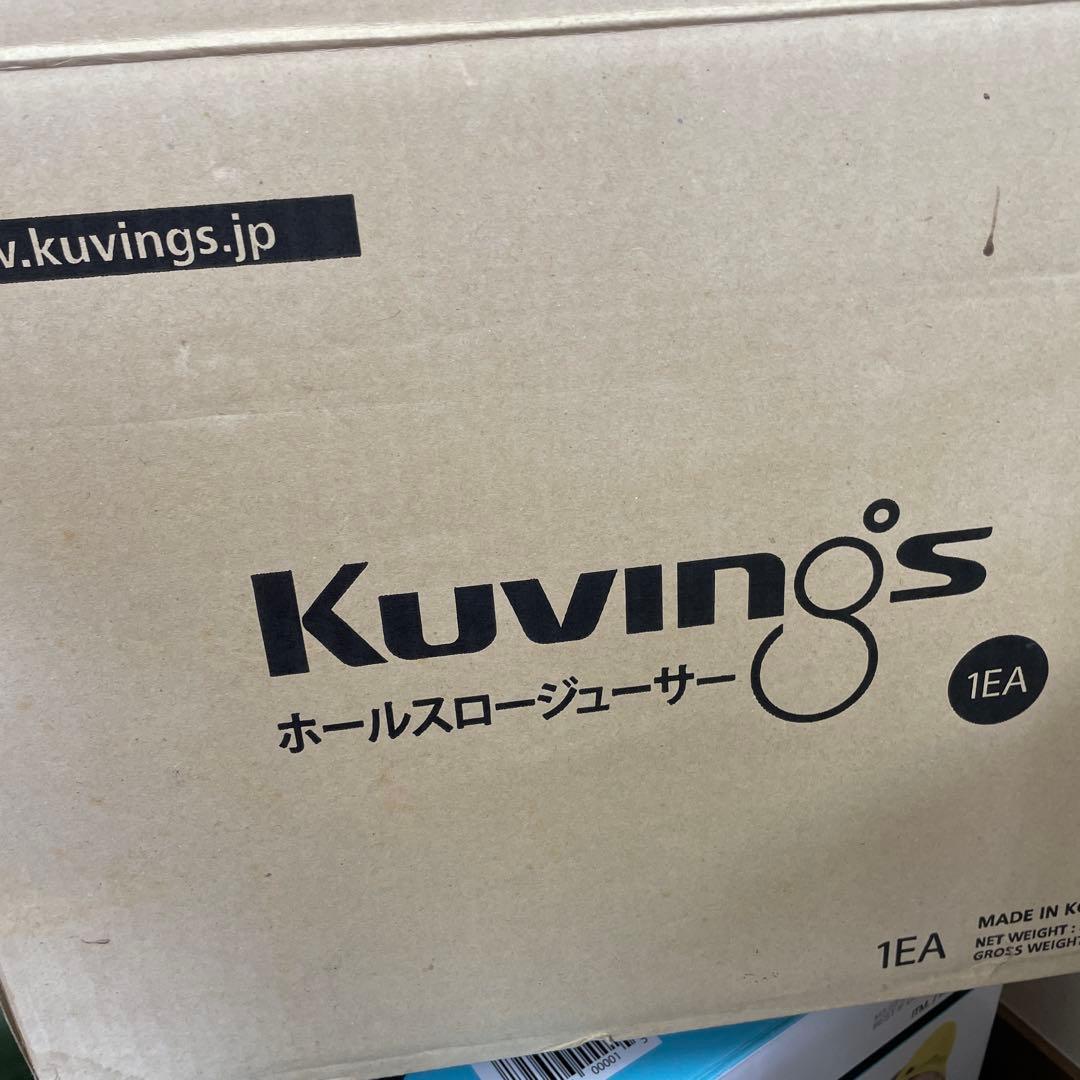 w.kuvings.jp
Kuvings
ホールスロージューサー
1EA
1EA
MADE IN K
NET WEIGHT :
GROSS WEIGHT
00001